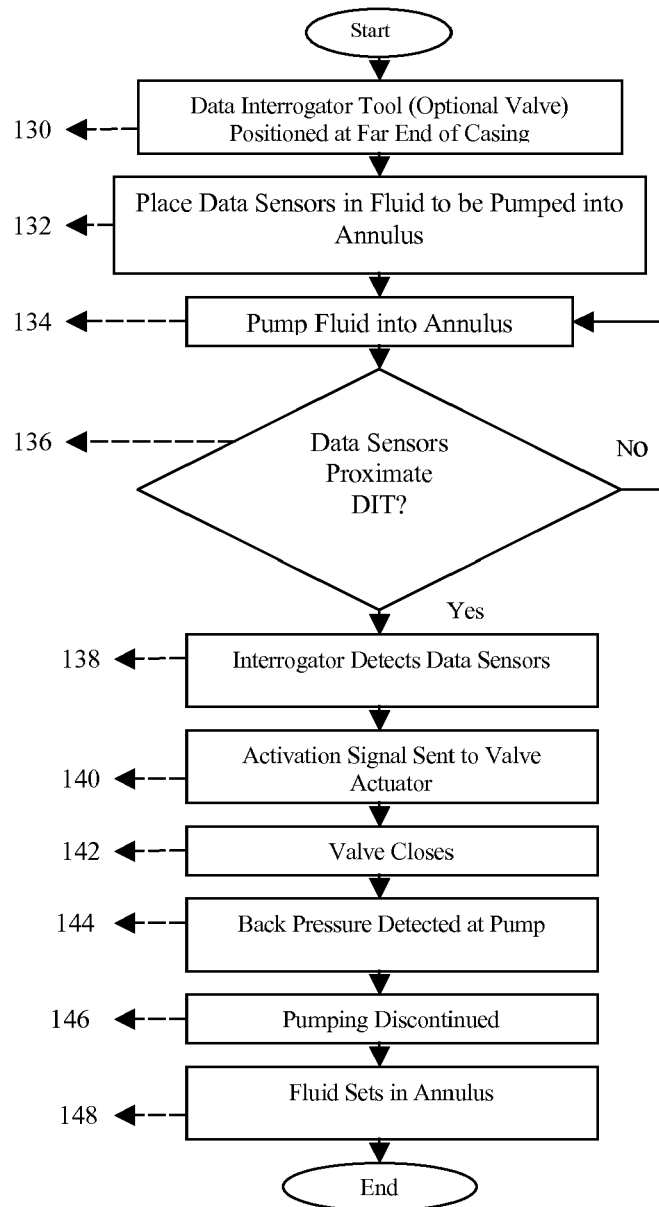 Start
130
Data Interrogator Tool (Optional Valve)
Positioned at Far End of Casing
132
Place Data Sensors in Fluid to be Pumped into
Annulus
134
Pump Fluid into Annulus
136
Data Sensors
Proximate
DIT?
No
Yes
138
Interrogator Detects Data Sensors
140
Activation Signal Sent to Valve
Actuator
142
Valve Closes
144
Back Pressure Detected at Pump
146
Pumping Discontinued
148
Fluid Sets in Annulus
End